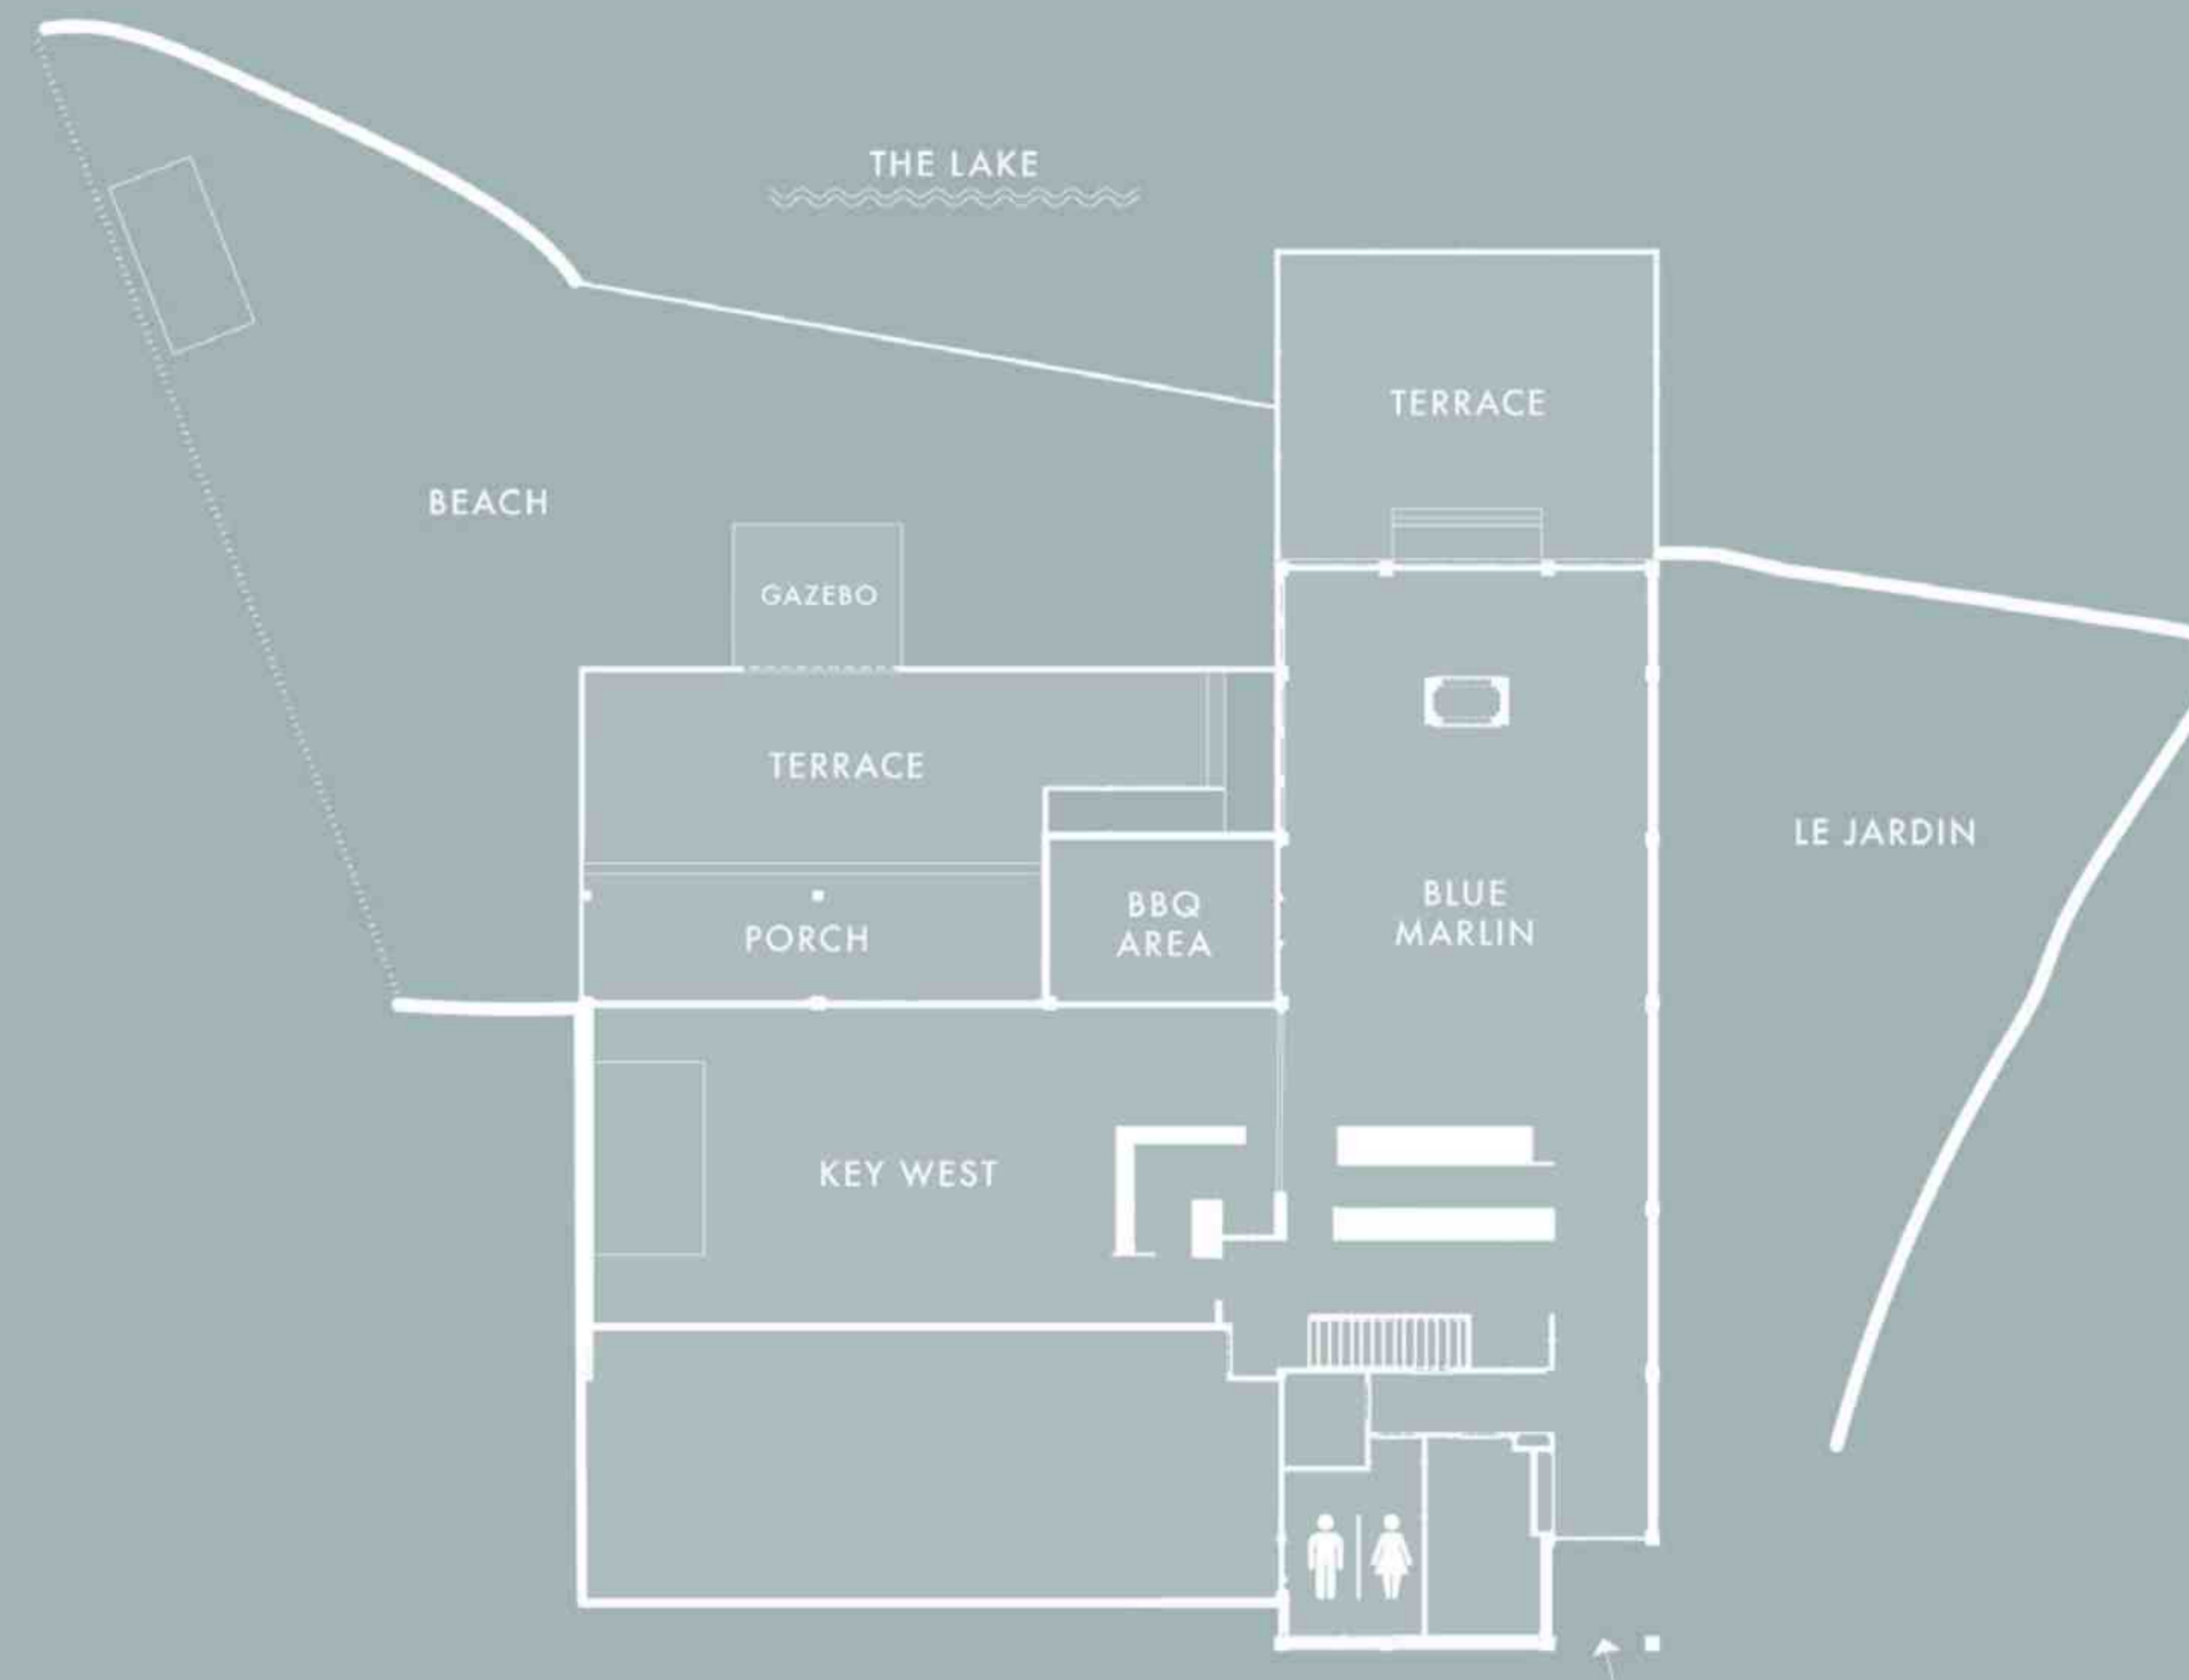 THE LAKE
TERRACE
BEACH
GAZEBO
TERRACE
LE JARDIN
BLUE
MARLIN
BBQ
AREA
PORCH
KEY WEST